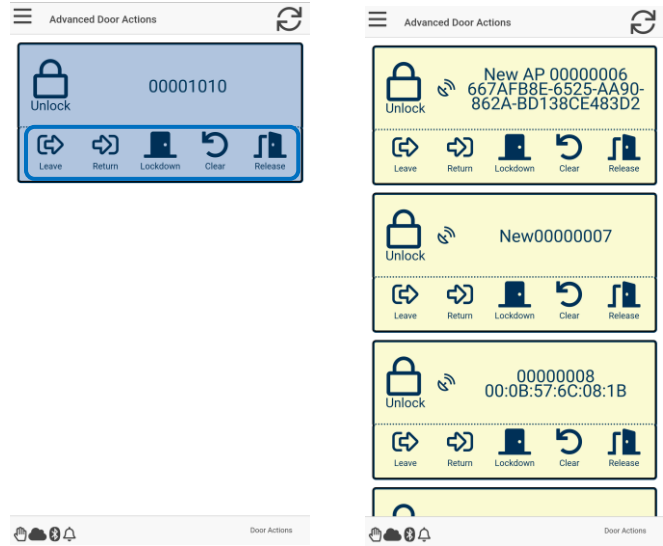 Advanced Door Actions
00001010
Unlock
Leave Return Lockdown Clear Release
Door Actions
Advanced Door Actions
New AP 00000006
667AFB8E-6525-AA90-
862A-BD138CE483D2
Unlock
Leave Return Lockdown Clear Release
New00000007
Unlock
Leave Return Lockdown Clear Release
00000008
00:0B:57:6C:08:1B
Unlock
Leave Return Lockdown Clear Release
Door Actions